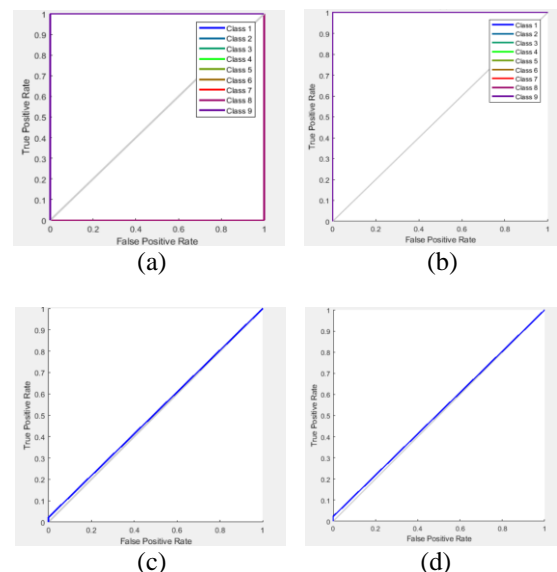 1
0.9
0.8
0.7
0.6
0.5
0.4
0.3
0.2
0.1
0
True Positive Rate
Class 1
Class 2
Class 3
Class 4
Class 5
Class 6
Class 7
Class 8
Class 9
0 0.2 0.4 0.6 0.8 1
False Positive Rate
(a)
1
0.9
0.8
0.7
0.6
0.5
0.4
0.3
0.2
0.1
0
True Positive Rate
Class 1
Class 2
Class 3
Class 4
Class 5
Class 6
Class 7
Class 8
Class 9
0 0.2 0.4 0.6 0.8 1
False Positive Rate
(b)
1
0.9
0.8
0.7
0.6
0.5
0.4
0.3
0.2
0.1
0
True Positive Rate
0 0.2 0.4 0.6 0.8 1
False Positive Rate
(c)
1
0.9
0.8
0.7
0.6
0.5
0.4
0.3
0.2
0.1
0
True Positive Rate
0 0.2 0.4 0.6 0.8 1
False Positive Rate
(d)